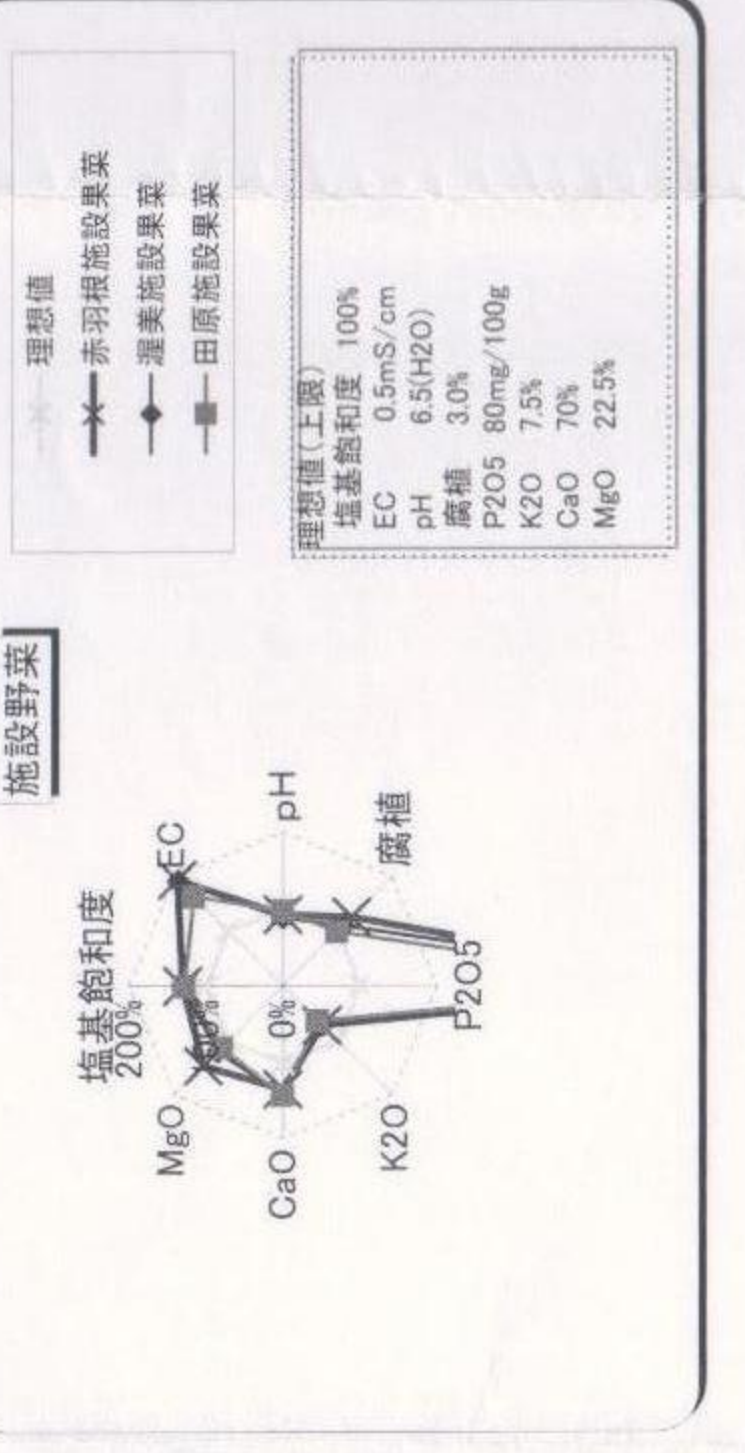 施設野菜
塩基飽和度
200%
EC
pH
腐植
P2O5
K2O
CaO
MgO
0%
理想値
赤羽根施設果菜
渥美施設果菜
田原施設果菜
理想値(上限)
塩基飽和度 100%
EC 0.5mS/cm
pH 6.5(H2O)
腐植 3.0%
P2O5 80mg/100g
K2O 7.5%
CaO 70%
MgO 22.5%